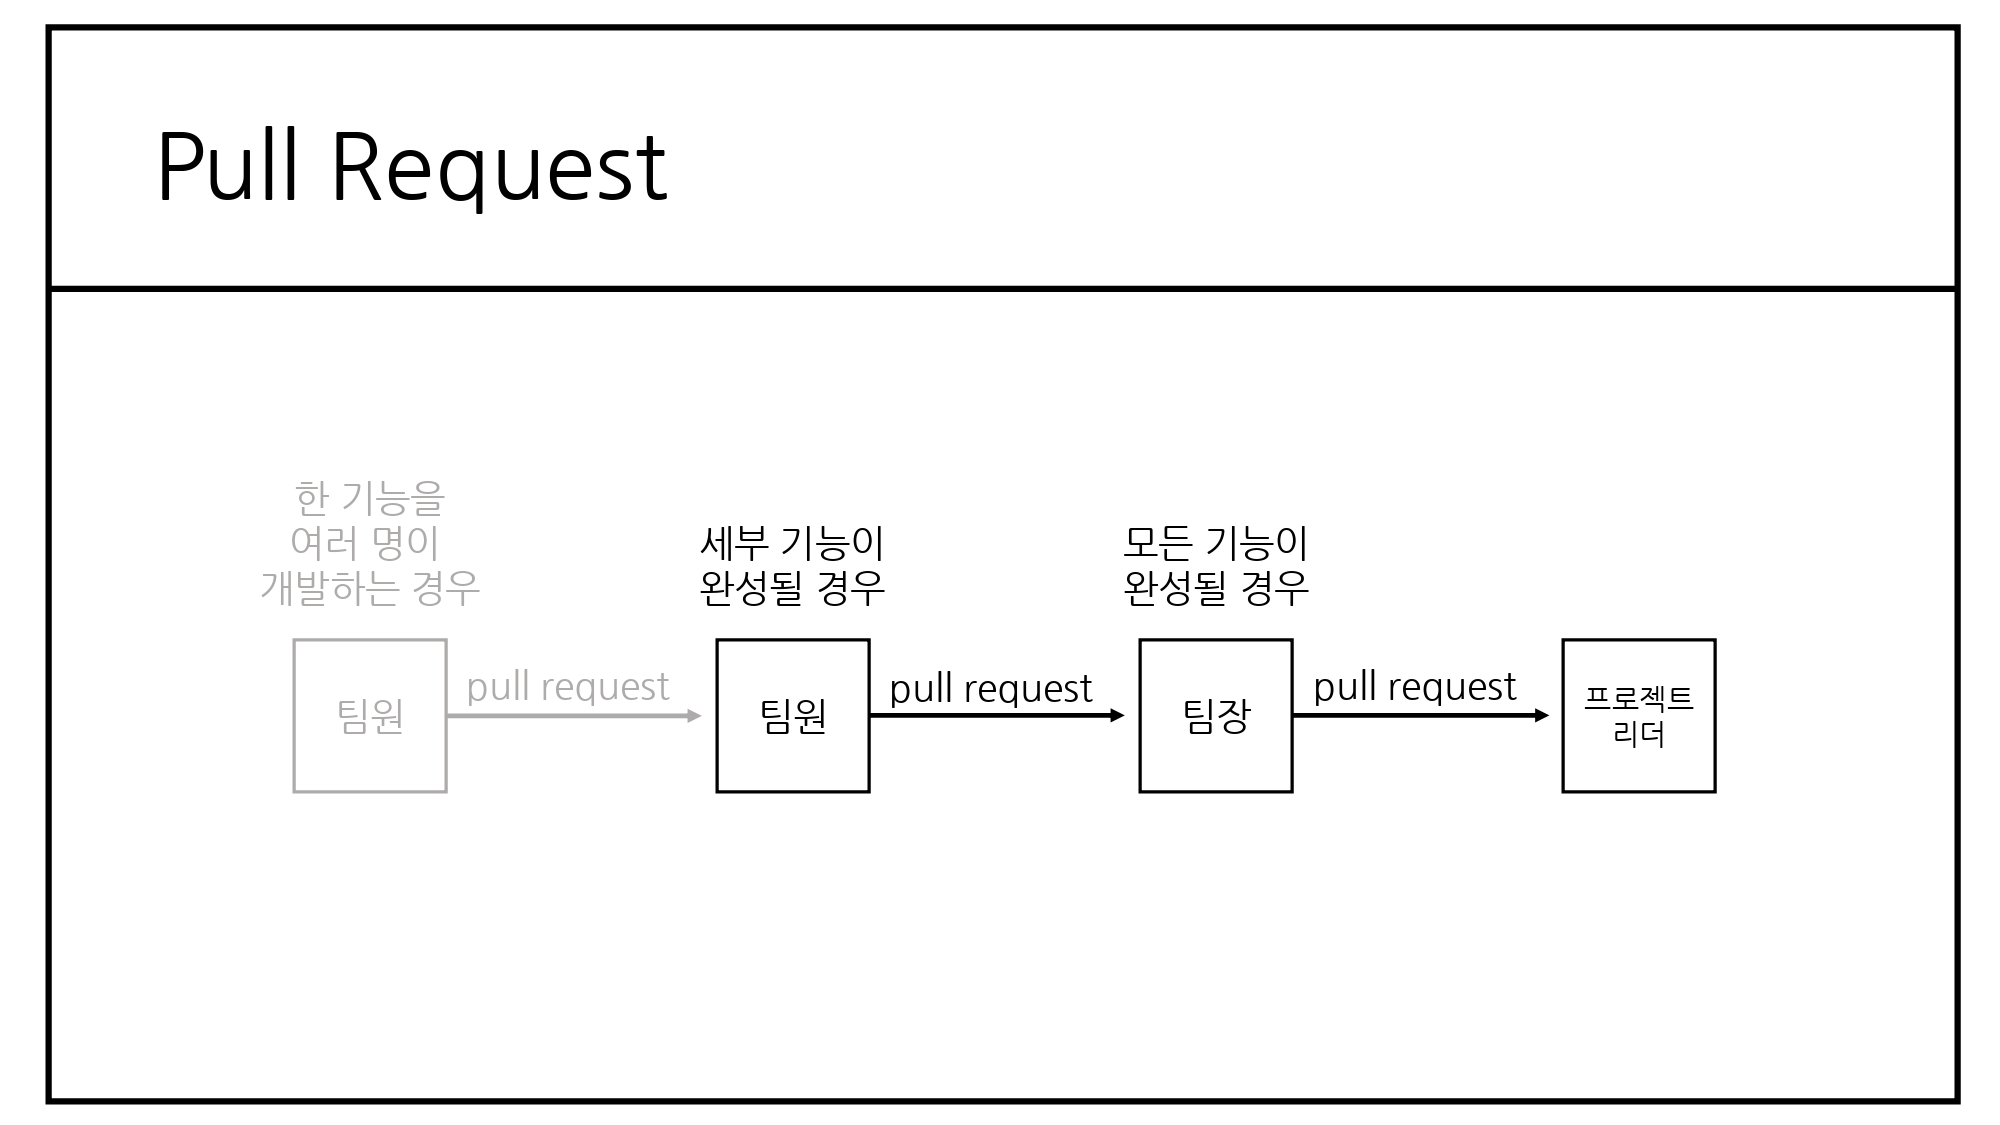 Pull Request
한 기능을
여러 명이
개발하는 경우
세부 기능이
완성될 경우
모든 기능이
완성될 경우
팀원
pull request
팀원
pull request
팀장
pull request
프로젝트
리더